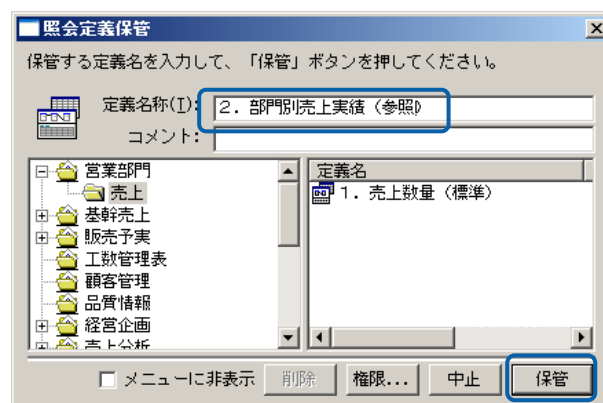 照会定義保管
保管する定義名を入力して、「保管」ボタンを押してください。
定義名称(I): 2．部門別売上実績（参照）
コメント:
営業部門
売上
基幹売上
販売予実
工数管理表
顧客管理
品質情報
経営企画
売上分析
定義名
1．売上数量（標準）
メニューに非表示 削除 権限... 中止 保管